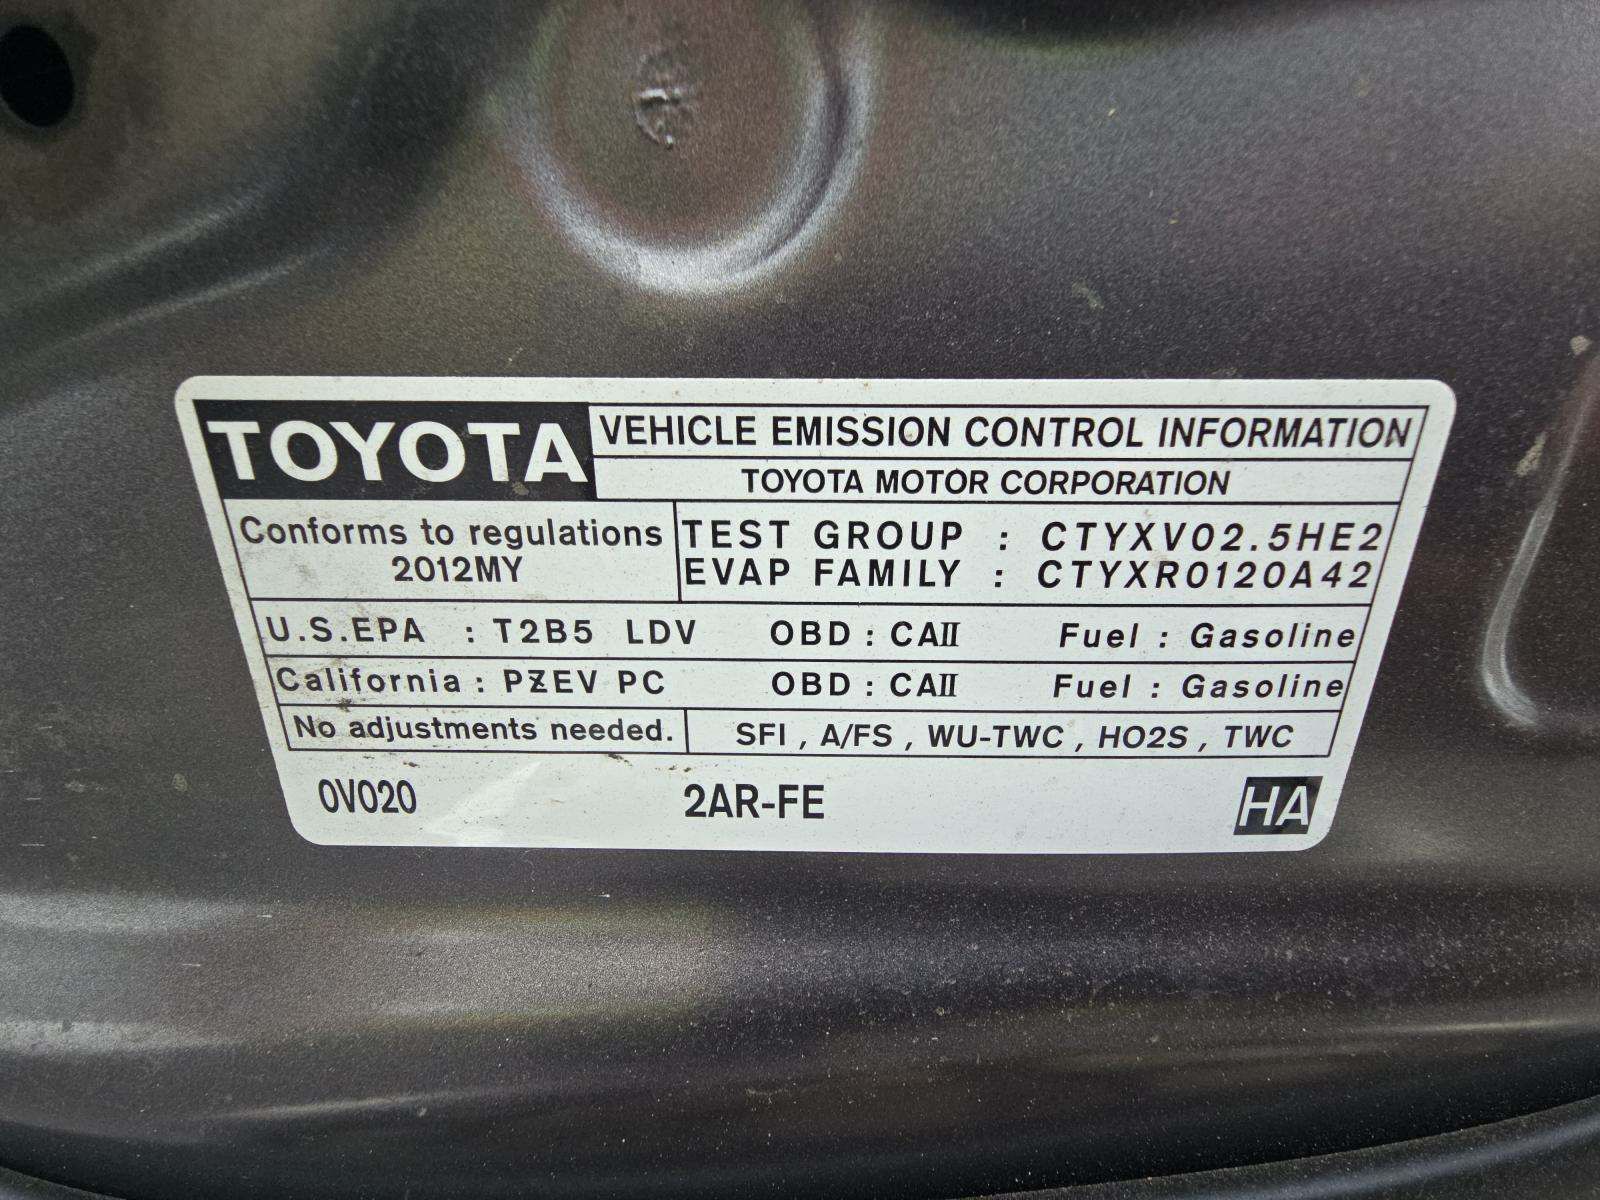 TOYOTA VEHICLE EMISSION CONTROL INFORMATION
TOYOTA MOTOR CORPORATION
Conforms to regulations
2012MY
TEST GROUP : CTYXV02.5HE2
EVAP FAMILY : CTYXR0120A42
U.S.EPA : T2B5 LDV OBD : CAII Fuel : Gasoline
California : PZEV PC OBD : CAII Fuel : Gasoline
No adjustments needed. SFI , A/FS , WU-TWC , HO2S , TWC
0V020 2AR-FE HA